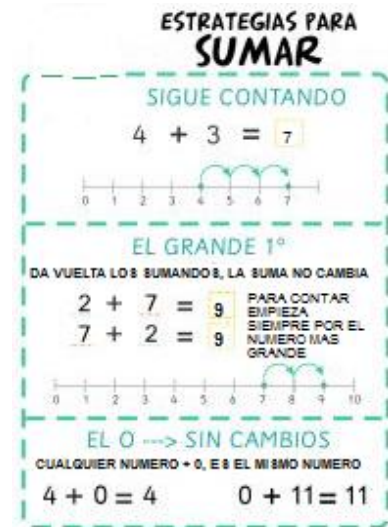 ESTRATEGIAS PARA
SUMAR
SIGUE CONTANDO
4 + 3 = 7
0 1 2 3 4 5 6 7
EL GRANDE 1º
DA VUELTA LOS SUMANDOS, LA SUMA NO CAMBIA
2 + 7 = 9
7 + 2 = 9
PARA CONTAR
EMPIEZA
SIEMPRE POR EL
NUMERO MAS
GRANDE
0 1 2 3 4 5 6 7 8 9 10
EL 0 ---> SIN CAMBIOS
CUALQUIER NUMERO + 0, ES EL MISMO NUMERO
4 + 0 = 4 0 + 11 = 11